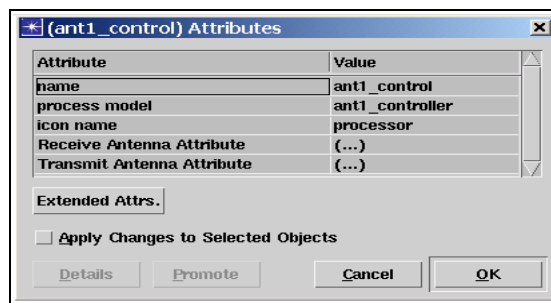 (ant1_control) Attributes
Attribute Value
name ant1_control
process model ant1_controller
icon name processor
Receive Antenna Attribute (...)
Transmit Antenna Attribute (...)
Extended Attrs.
Apply Changes to Selected Objects
Details Promote Cancel OK